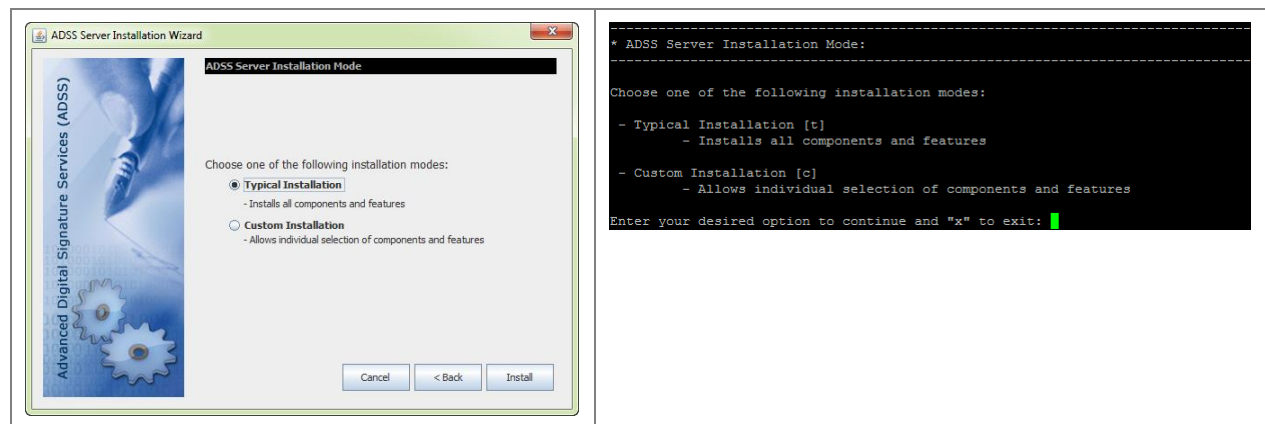 ADSS Server Installation Wizard
ADSS Server Installation Mode
Advanced Digital Signature Services (ADSS)
Choose one of the following installation modes:
Typical Installation
- Installs all components and features
Custom Installation
- Allows individual selection of components and features
Cancel
< Back
Install
* ADSS Server Installation Mode:
Choose one of the following installation modes:
- Typical Installation [t]
- Installs all components and features
- Custom Installation [c]
- Allows individual selection of components and features
Enter your desired option to continue and "x" to exit: